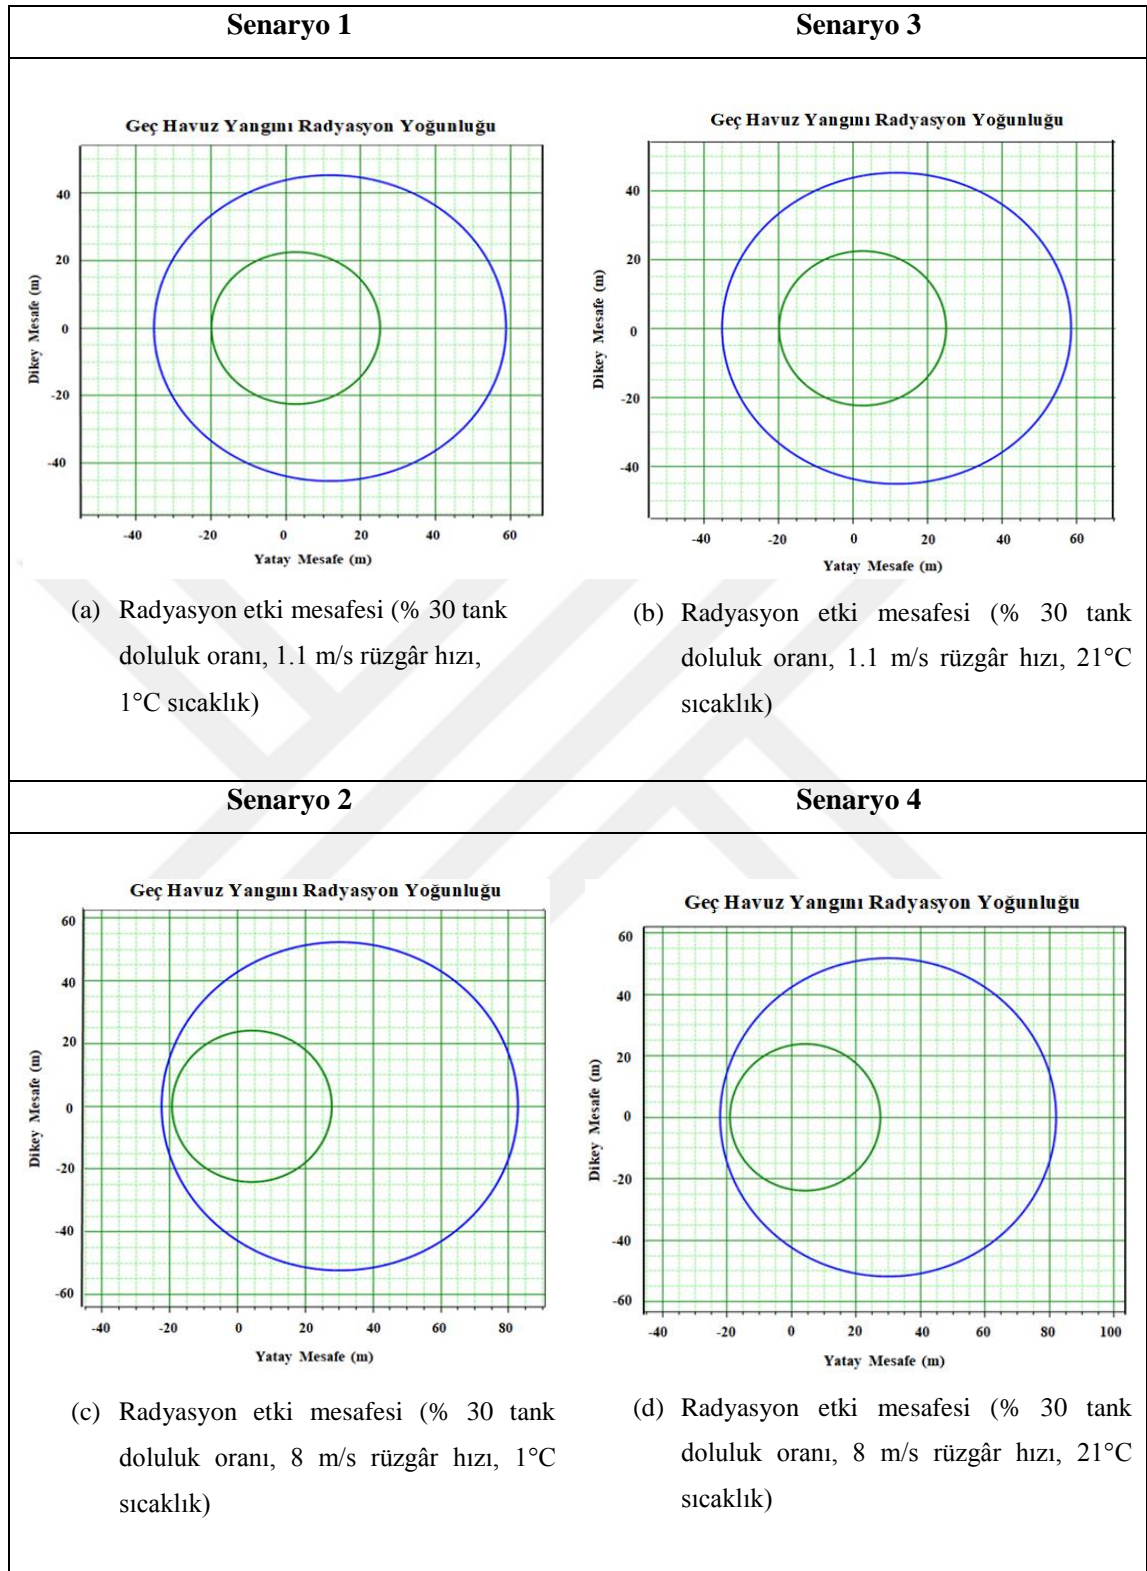 Senaryo 1
Senaryo 3
Geç Havuz Yangını Radyasyon Yoğunluğu
40
20
0
-20
-40
Dikey Mesafe (m)
-40 -20 0 20 40 60
Yatay Mesafe (m)
(a) Radyasyon etki mesafesi (% 30 tank
doluluk oranı, 1.1 m/s rüzgâr hızı,
1°C sıcaklık)
Geç Havuz Yangını Radyasyon Yoğunluğu
40
20
0
-20
-40
Dikey Mesafe (m)
-40 -20 0 20 40 60
Yatay Mesafe (m)
(b) Radyasyon etki mesafesi (% 30 tank
doluluk oranı, 1.1 m/s rüzgâr hızı, 21°C
sıcaklık)
Senaryo 2
Senaryo 4
Geç Havuz Yangını Radyasyon Yoğunluğu
60
40
20
0
-20
-40
-60
Dikey Mesafe (m)
-40 -20 0 20 40 60 80
Yatay Mesafe (m)
(c) Radyasyon etki mesafesi (% 30 tank
doluluk oranı, 8 m/s rüzgâr hızı, 1°C
sıcaklık)
Geç Havuz Yangını Radyasyon Yoğunluğu
60
40
20
0
-20
-40
-60
Dikey Mesafe (m)
-40 -20 0 20 40 60 80 100
Yatay Mesafe (m)
(d) Radyasyon etki mesafesi (% 30 tank
doluluk oranı, 8 m/s rüzgâr hızı, 21°C
sıcaklık)